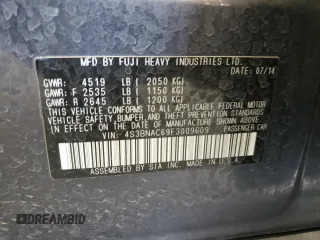 MFD BY FUJI HEAVY INDUSTRIES LTD.
DATE: 07/14
GVWR: 4519 LB ( 2050 KG)
GAWR: F 2535 LB ( 1150 KG)
GAWR: R 2645 LB ( 1200 KG)
THIS VEHICLE CONFORMS TO ALL APPLICABLE FEDERAL MOTOR
VEHICLE SAFETY, BUMPER, AND THEFT PREVENTION STANDARDS
IN EFFECT ON THE DATE OF MANUFACTURE SHOWN ABOVE.
VIN: 4S3BNAC69F3009609 PASSENGER CAR
ASSEMBLED BY SIA, INC. MADE IN U.S.A.
© DREAMBID